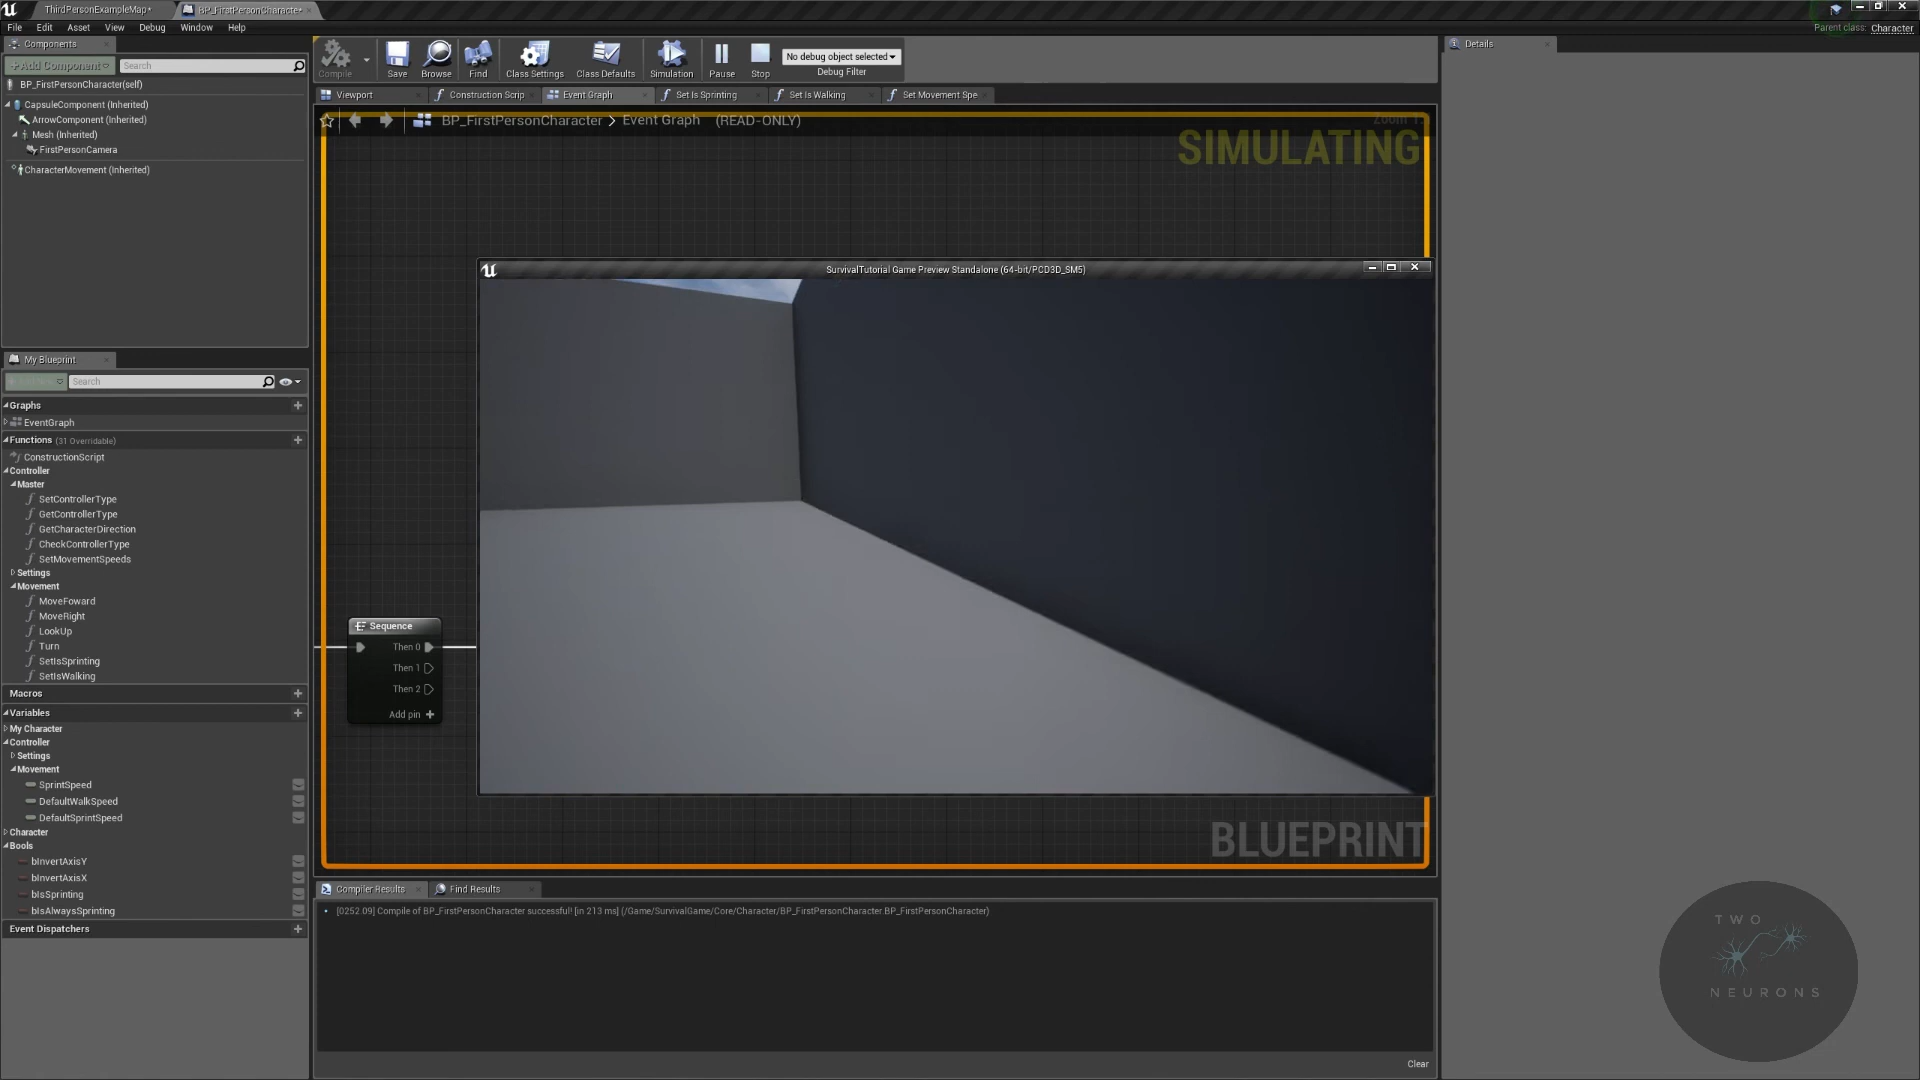 ThirdPersonExampleMap*
BP_FirstPersonCharacter*
File Edit Asset View Debug Window Help
Parent class: Character
Components
+Add Component
Search
BP_FirstPersonCharacter(self)
CapsuleComponent (Inherited)
ArrowComponent (Inherited)
Mesh (Inherited)
FirstPersonCamera
CharacterMovement (Inherited)
Compile
Save
Browse
Find
Class Settings
Class Defaults
Simulation
Pause
Stop
No debug object selected
Debug Filter
Details
Viewport
Construction Scrip
Event Graph
Set Is Sprinting
Set Is Walking
Set Movement Spe
BP_FirstPersonCharacter > Event Graph (READ-ONLY)
SIMULATING
SurvivalTutorial Game Preview Standalone (64-bit/PCD3D_SM5)
Sequence
Then 0
Then 1
Then 2
Add pin +
BLUEPRINT
My Blueprint
Search
Graphs
EventGraph
Functions (31 Overridable)
ConstructionScript
Controller
Master
SetControllerType
GetControllerType
GetCharacterDirection
CheckControllerType
SetMovementSpeeds
Settings
Movement
MoveFoward
MoveRight
LookUp
Turn
SetIsSprinting
SetIsWalking
Macros
Variables
My Character
Controller
Settings
Movement
SprintSpeed
DefaultWalkSpeed
DefaultSprintSpeed
Character
Bools
bInvertAxisY
bInvertAxisX
bIsSprinting
bIsAlwaysSprinting
Event Dispatchers
Compiler Results
Find Results
[0252.09] Compile of BP_FirstPersonCharacter successful! [in 213 ms] (/Game/SurvivalGame/Core/Character/BP_FirstPersonCharacter.BP_FirstPersonCharacter)
Clear
TWO
NEURONS